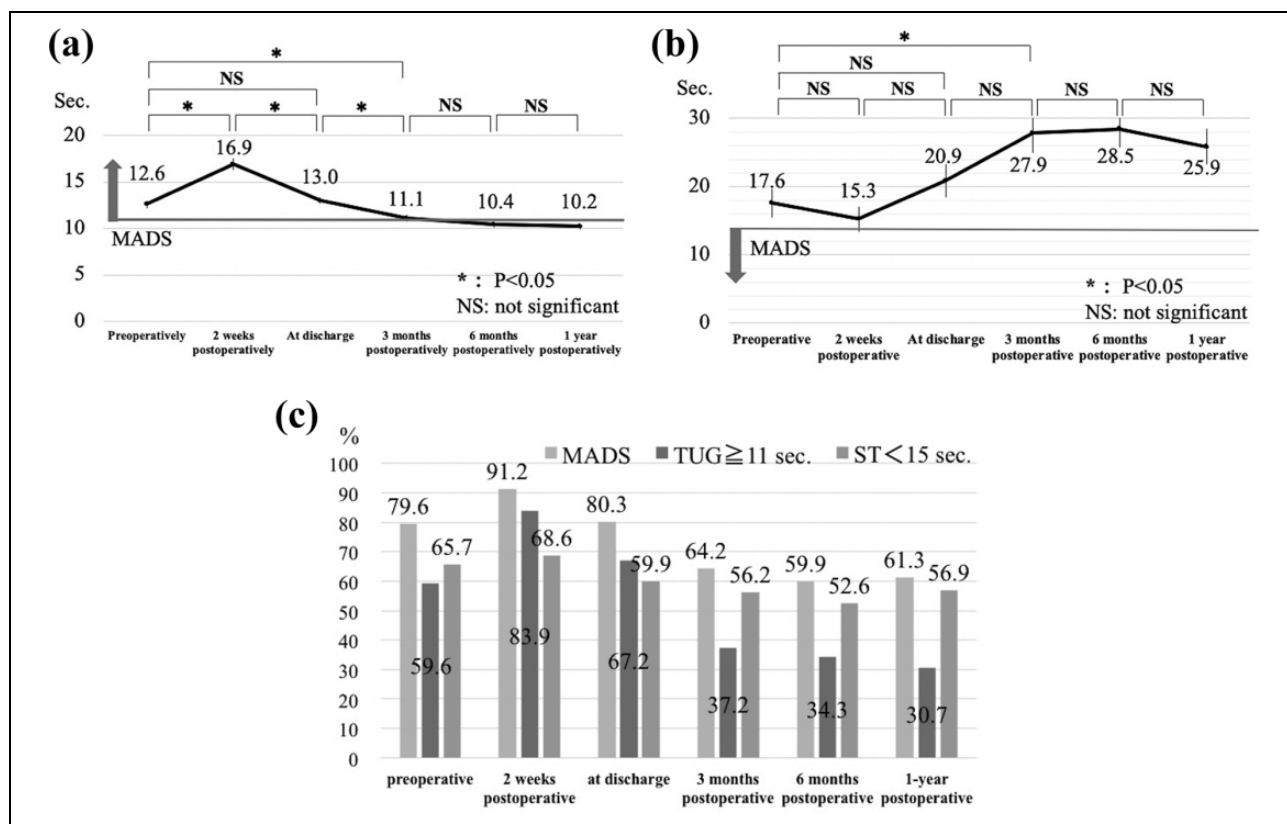 (a)
*
NS
* * * NS NS
Sec.
20
15
10
5
0
12.6 16.9 13.0 11.1 10.4 10.2
MADS
* : P<0.05
NS: not significant
Preoperatively 2 weeks postoperatively At discharge 3 months postoperatively 6 months postoperatively 1 year postoperatively
(b)
*
NS
NS NS NS NS NS
Sec.
30
20
10
0
17.6 15.3 20.9 27.9 28.5 25.9
MADS
* : P<0.05
NS: not significant
Preoperative 2 weeks postoperative At discharge 3 months postoperative 6 months postoperative 1 year postoperative
(c)
%
MADS TUG≧11 sec. ST<15 sec.
100
90
80
70
60
50
40
30
20
10
0
79.6 59.6 65.7
91.2 83.9 68.6
80.3 67.2 59.9
64.2 37.2 56.2
59.9 34.3 52.6
61.3 30.7 56.9
preoperative 2 weeks postoperative at discharge 3 months postoperative 6 months postoperative 1-year postoperative